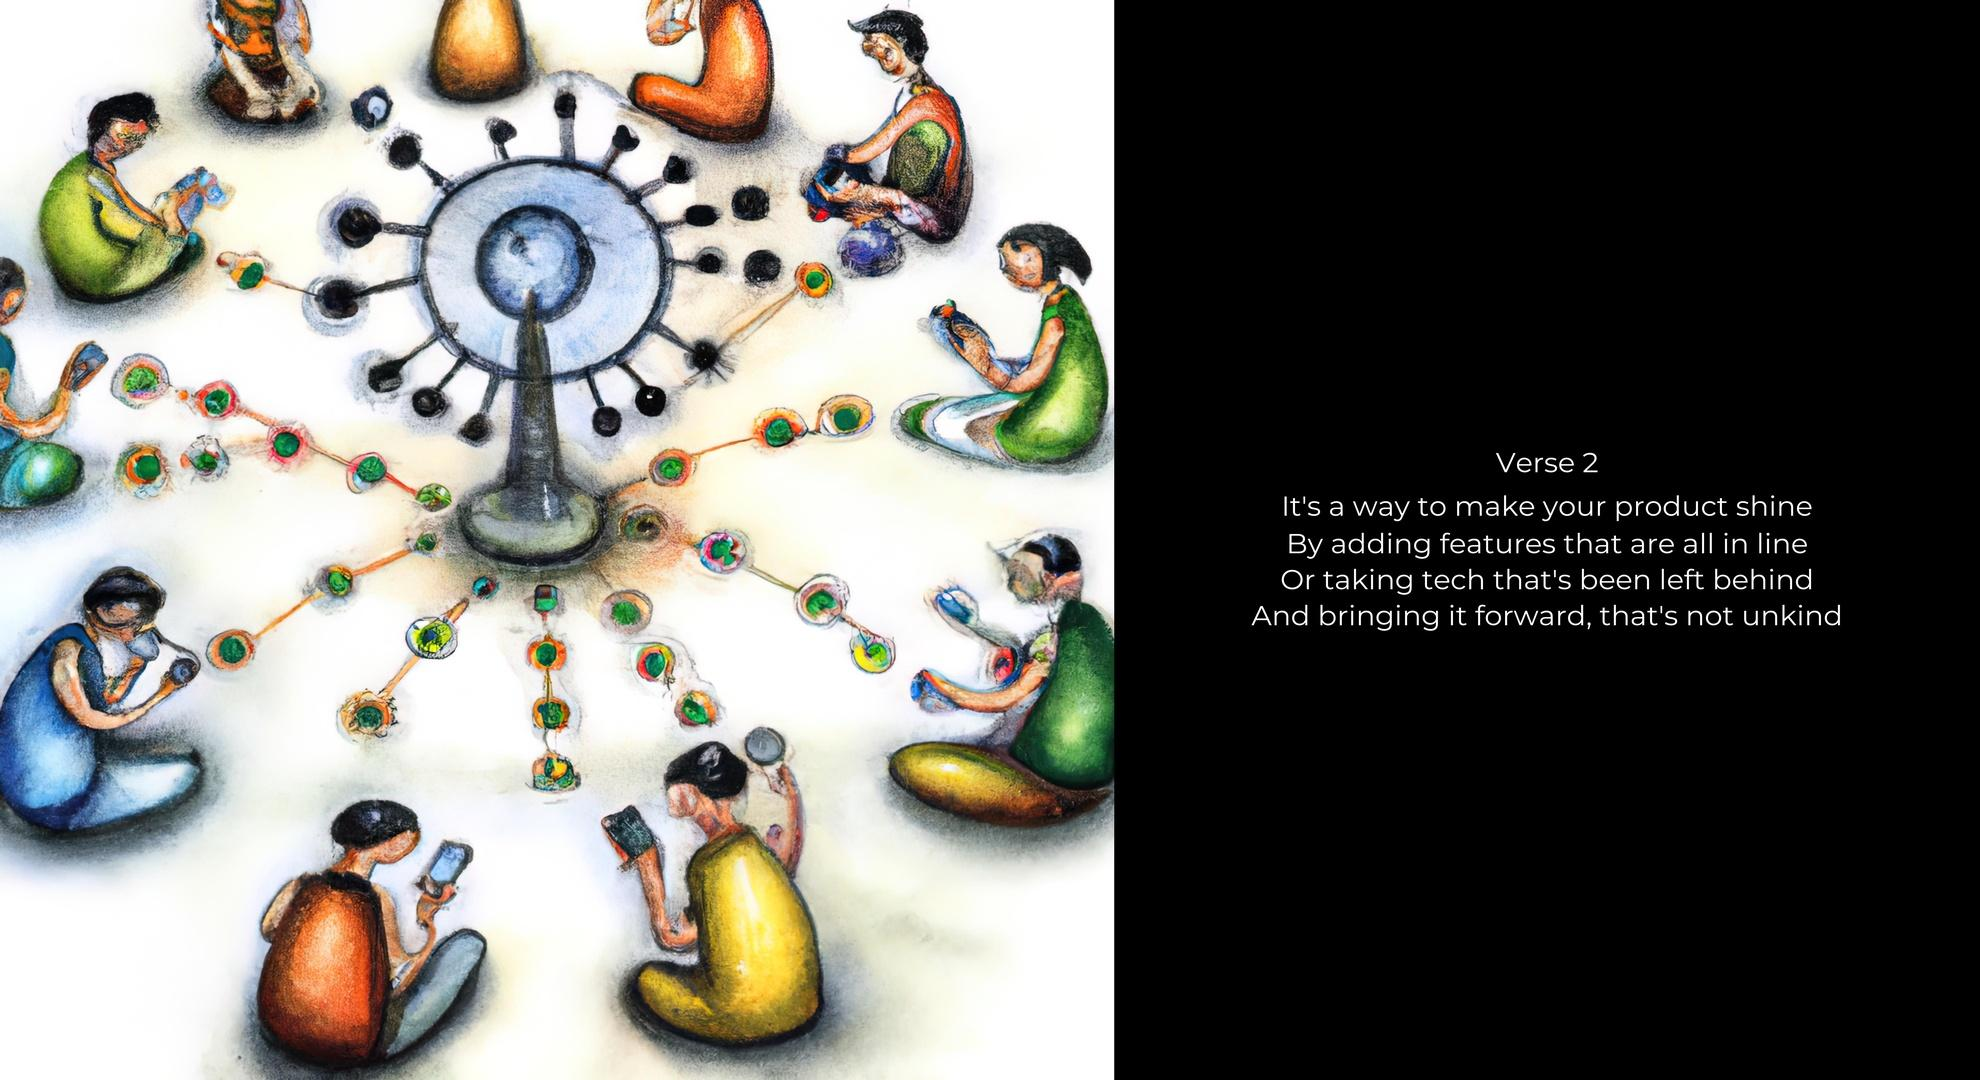 Verse 2
It's a way to make your product shine
By adding features that are all in line
Or taking tech that's been left behind
And bringing it forward, that's not unkind